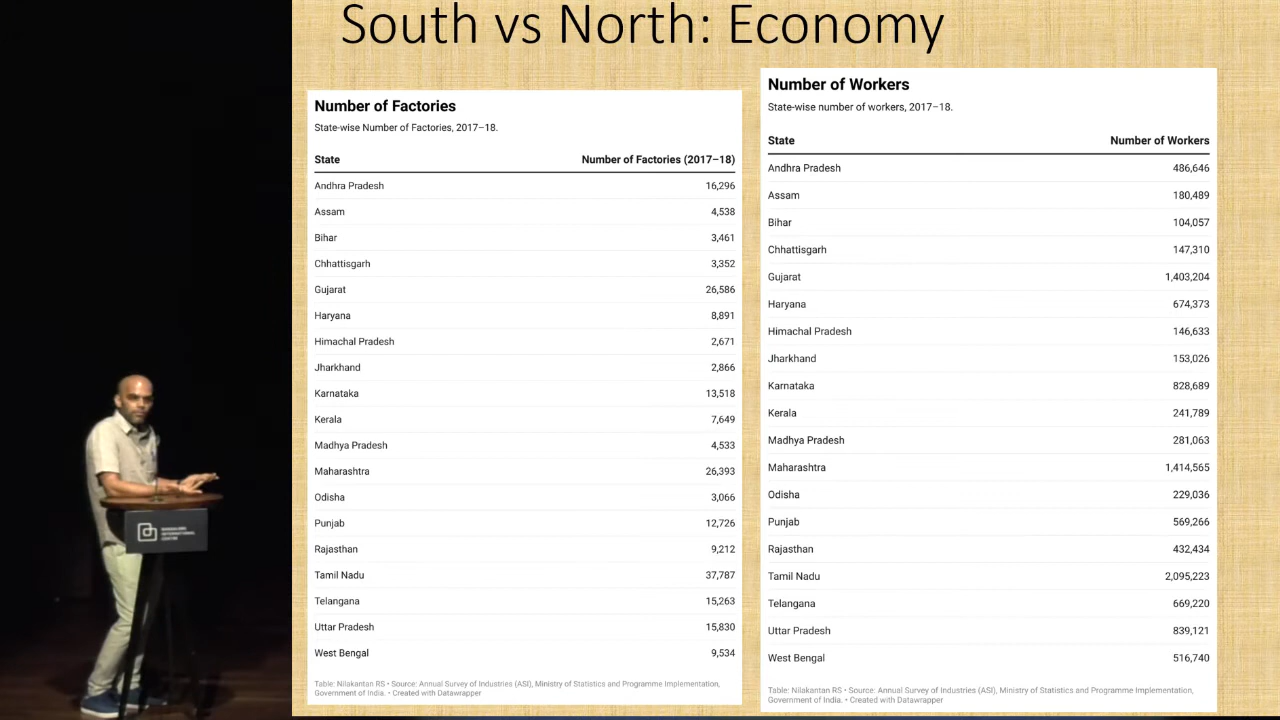 South vs North: Economy
Number of Factories
State-wise Number of Factories, 2017–18.
State Number of Factories (2017–18)
Andhra Pradesh 16,296
Assam 4,538
Bihar 3,461
Chhattisgarh 3,352
Gujarat 26,586
Haryana 8,891
Himachal Pradesh 2,671
Jharkhand 2,866
Karnataka 13,518
Kerala 7,649
Madhya Pradesh 4,533
Maharashtra 26,393
Odisha 3,066
Punjab 12,726
Rajasthan 9,212
Tamil Nadu 37,787
Telangana 15,263
Uttar Pradesh 15,830
West Bengal 9,534
Table: Nilakantan RS • Source: Annual Survey of Industries (ASI), Ministry of Statistics and Programme Implementation,
Government of India. • Created with Datawrapper
Number of Workers
State-wise number of workers, 2017–18.
State Number of Workers
Andhra Pradesh 486,646
Assam 180,489
Bihar 104,057
Chhattisgarh 147,310
Gujarat 1,403,204
Haryana 674,373
Himachal Pradesh 146,633
Jharkhand 153,026
Karnataka 828,689
Kerala 241,789
Madhya Pradesh 281,063
Maharashtra 1,414,565
Odisha 229,036
Punjab 569,266
Rajasthan 432,434
Tamil Nadu 2,095,223
Telangana 669,220
Uttar Pradesh 839,121
West Bengal 516,740
Table: Nilakantan RS • Source: Annual Survey of Industries (ASI), Ministry of Statistics and Programme Implementation,
Government of India. • Created with Datawrapper
BANGALORE
INTERNATIONAL
CENTRE